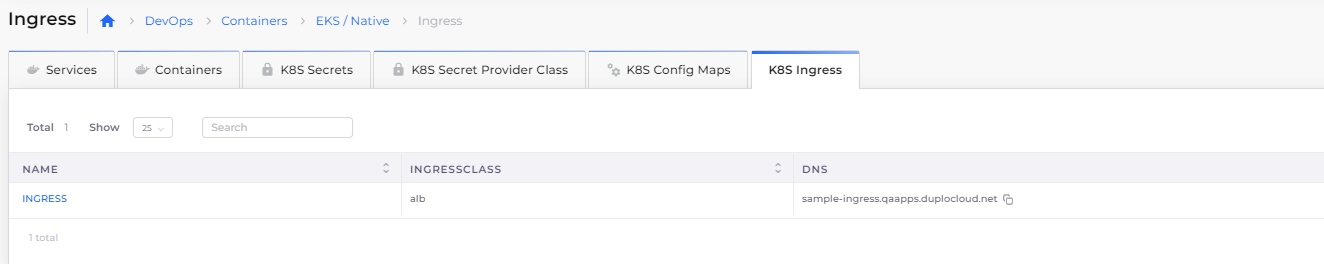 Ingress DevOps Containers EKS / Native Ingress
Services Containers K8S Secrets K8S Secret Provider Class K8S Config Maps K8S Ingress
Total 1 Show 25 Search
NAME INGRESSCLASS DNS
INGRESS alb sample-ingress.qaapps.duplocloud.net
1 total